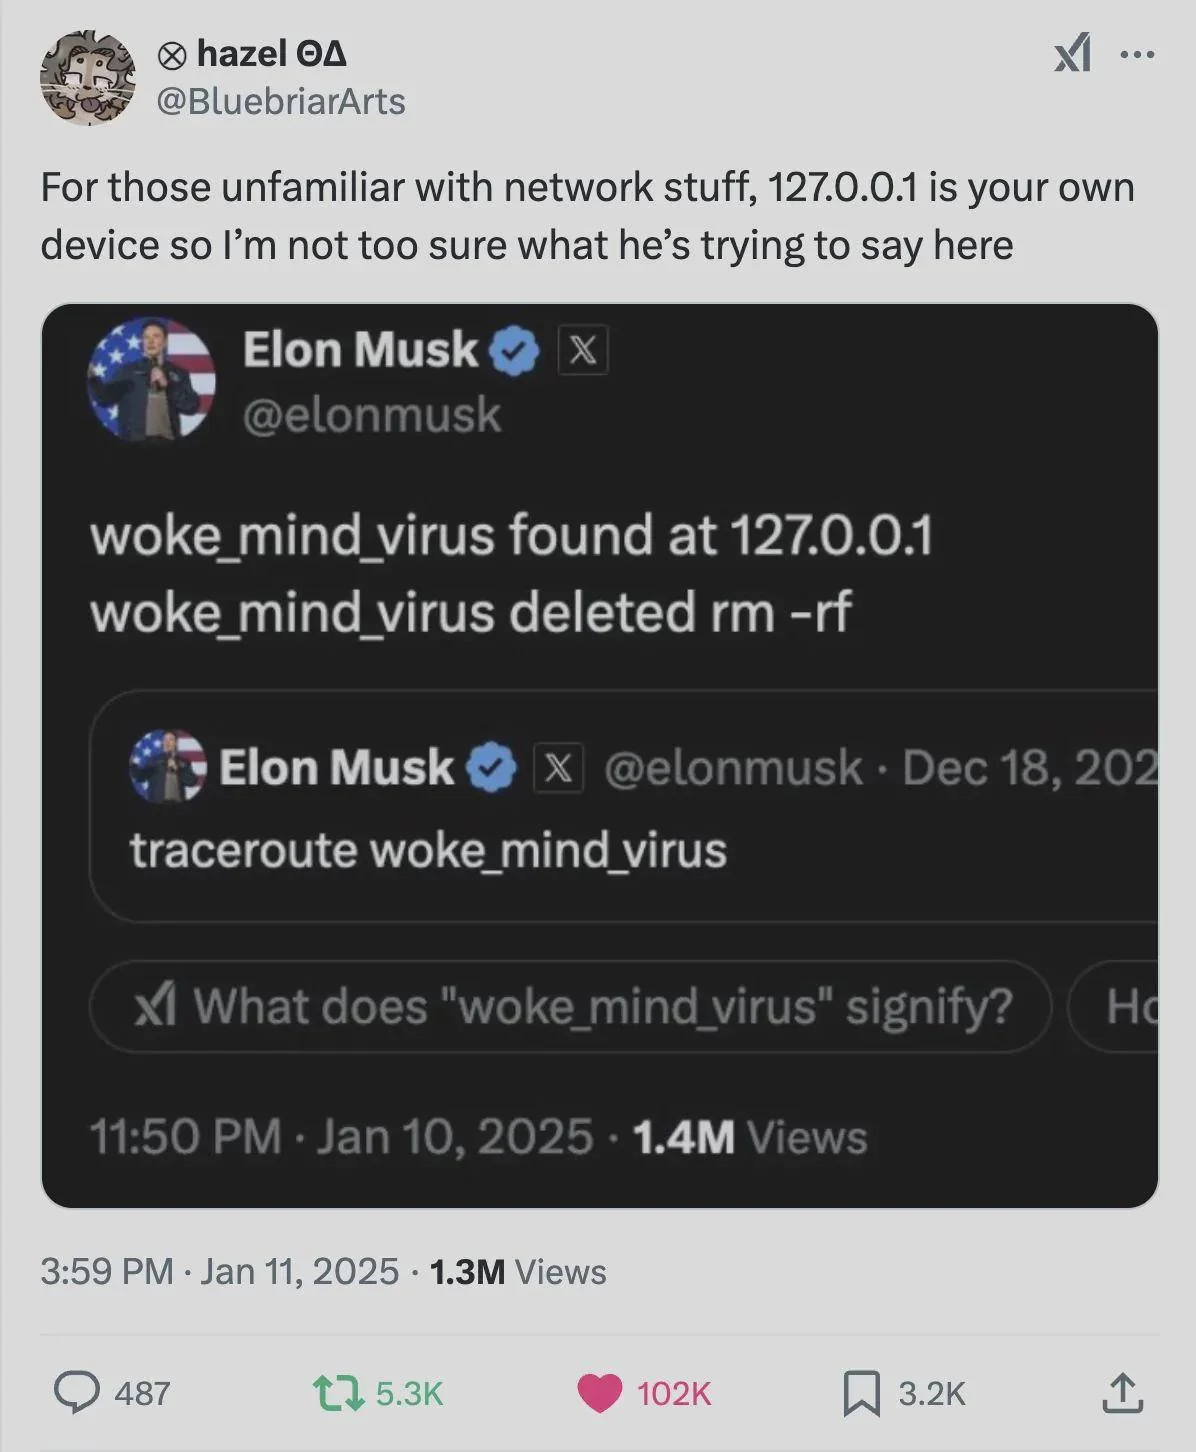 ⊗ hazel ΘΔ
@BluebriarArts
For those unfamiliar with network stuff, 127.0.0.1 is your own
device so I’m not too sure what he’s trying to say here
Elon Musk
@elonmusk
woke_mind_virus found at 127.0.0.1
woke_mind_virus deleted rm -rf
Elon Musk @elonmusk · Dec 18, 202
traceroute woke_mind_virus
What does "woke_mind_virus" signify? Ho
11:50 PM · Jan 10, 2025 · 1.4M Views
3:59 PM · Jan 11, 2025 · 1.3M Views
487 5.3K 102K 3.2K